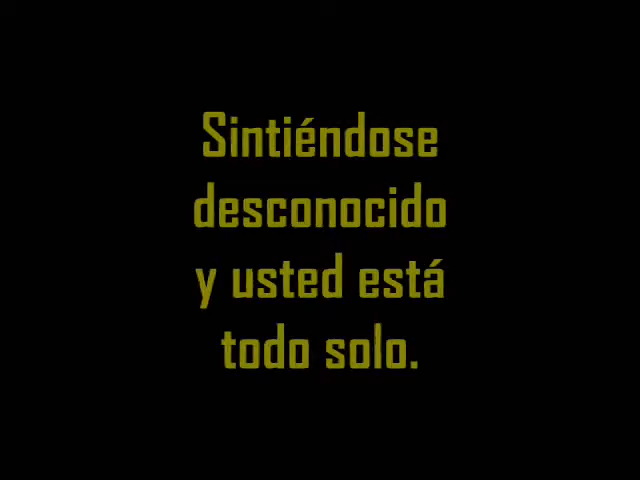 Sintiéndose
desconocido
y usted está
todo solo.